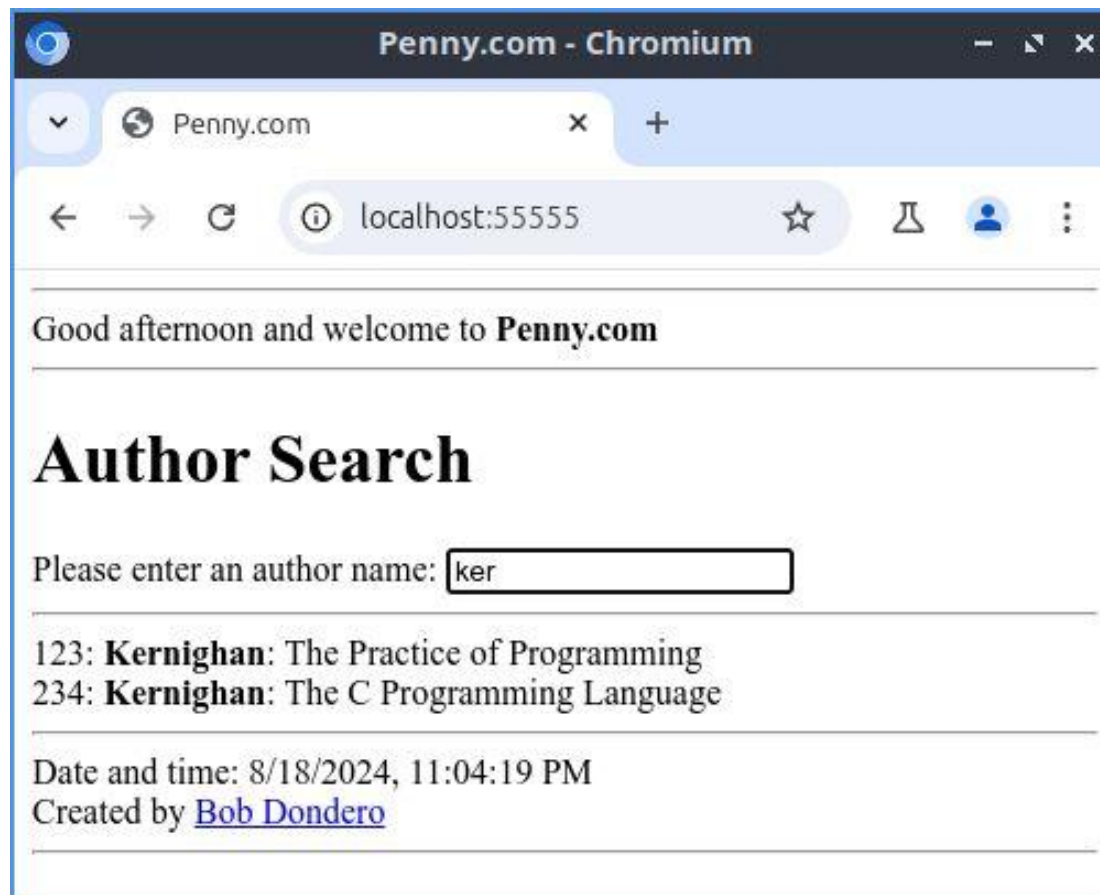 Penny.com - Chromium
Penny.com
localhost:55555
Good afternoon and welcome to Penny.com
Author Search
Please enter an author name: ker
123: Kernighan: The Practice of Programming
234: Kernighan: The C Programming Language
Date and time: 8/18/2024, 11:04:19 PM
Created by Bob Dondero